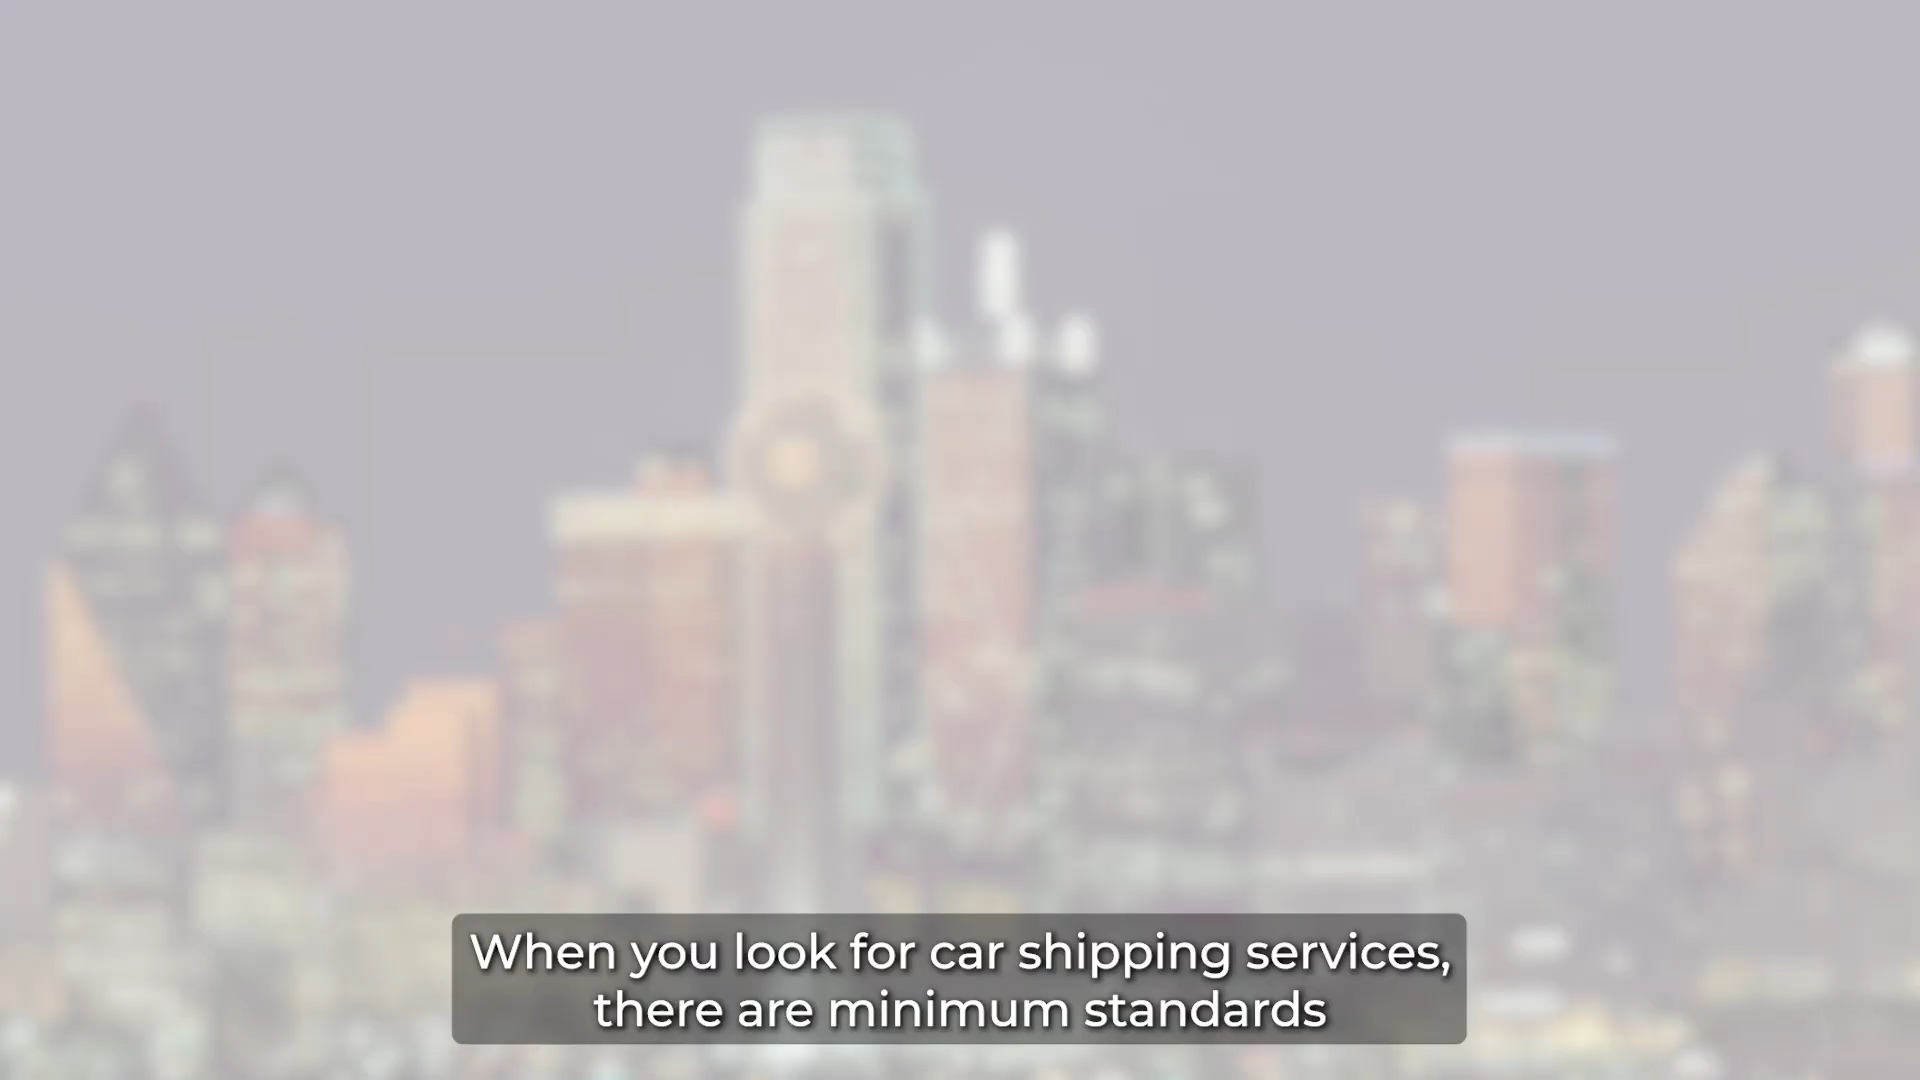 When you look for car shipping services,
there are minimum standards